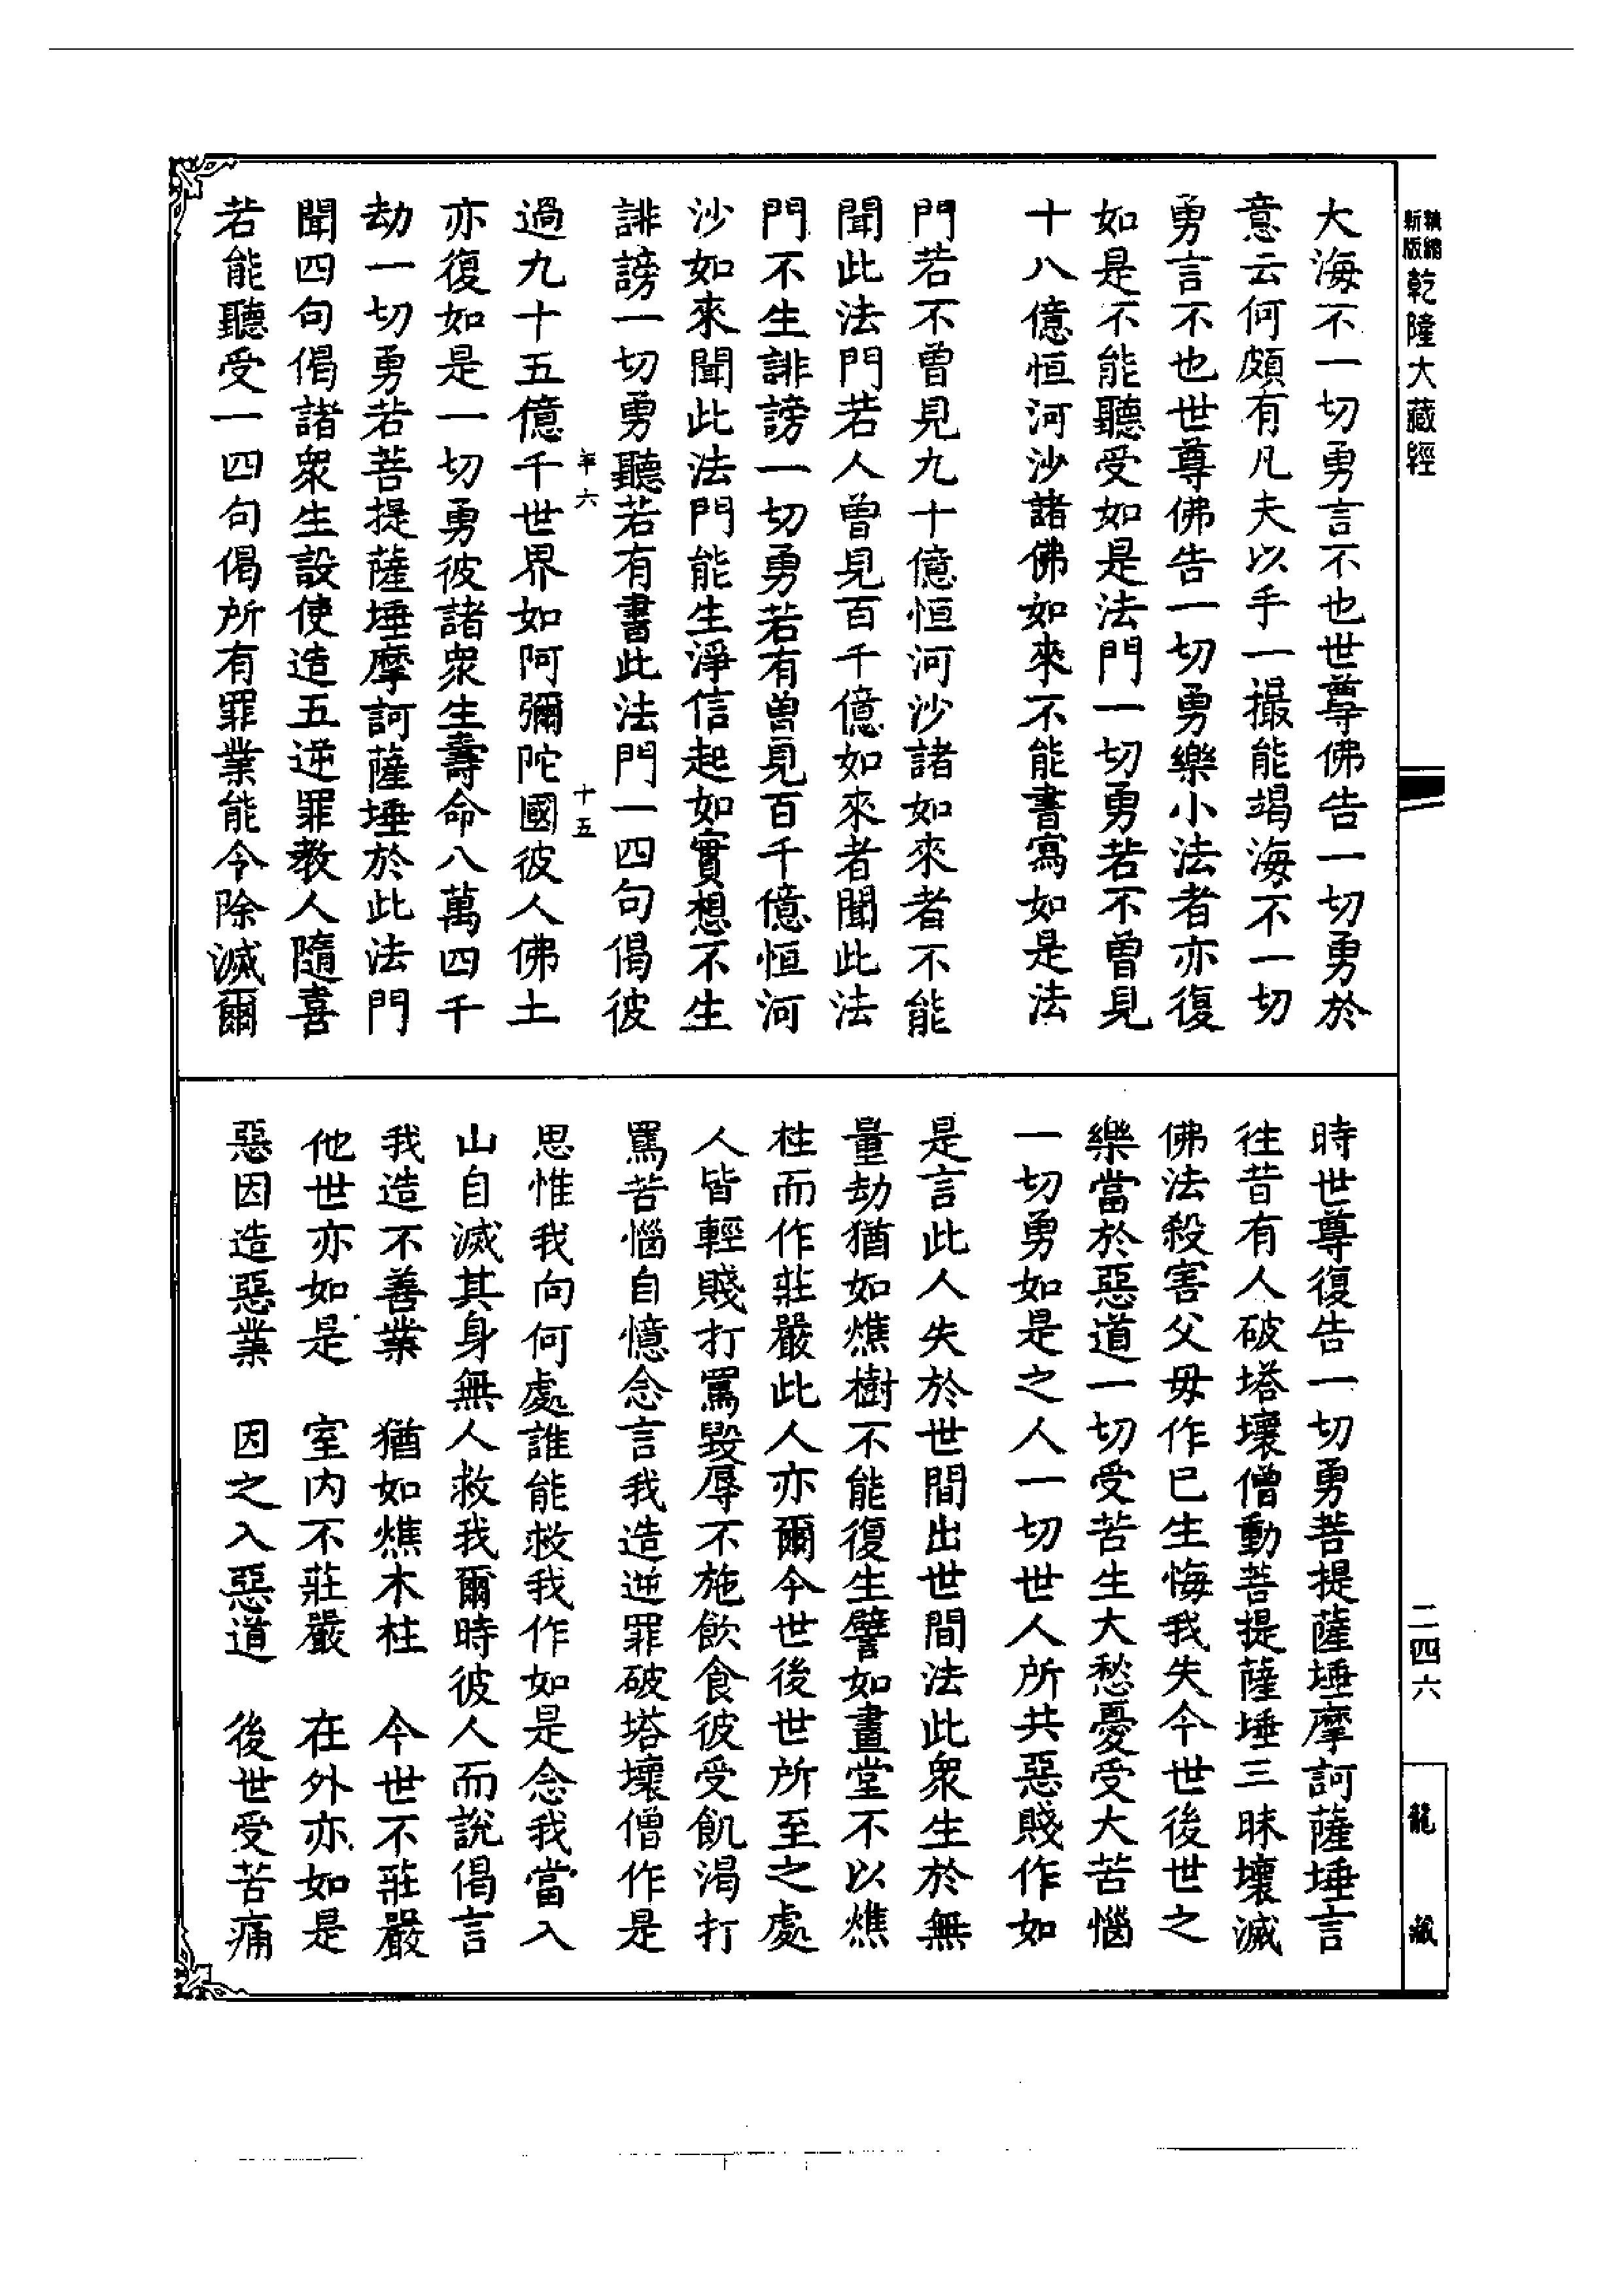 新版精縮乾隆大藏經
大海不一切勇言不也世尊佛告一切勇於
意云何頗有凡夫以手一撮能竭海不一切
勇言不也世尊佛告一切勇樂小法者亦復
如是不能聽受如是法門一切勇若不曾見
十八億恒河沙諸佛如來不能書寫如是法
門若不曾見九十億恒河沙諸如來者不能
聞此法門若人曾見百千億如來者聞此法
門不生誹謗一切勇若有曾見百千億恒河
沙如來聞此法門能生淨信起如實想不生
誹謗一切勇聽若有書此法門一四句偈彼
十五
過九十五億千世界如阿彌陀國彼人佛土
亦復如是一切勇彼諸眾生壽命八萬四千
劫一切勇若菩提薩埵摩訶薩埵於此法門
聞四句偈諸眾生設使造五逆罪教人隨喜
若能聽受一四句偈所有罪業能令除滅爾
時世尊復告一切勇菩提薩埵摩訶薩埵言
往昔有人破塔壞僧動菩提薩埵三昧壞滅
佛法殺害父母作已生悔我失今世後世之
樂當於惡道一切受苦生大愁憂受大苦惱
一切勇如是之人一切世人所共惡賤作如
是言此人失於世間出世間法此眾生於無
量劫猶如燋樹不能復生譬如畫堂不以燋
柱而作莊嚴此人亦爾今世後世所至之處
人皆輕賤打罵毀辱不施飲食彼受飢渴打
罵苦惱自憶念言我造逆罪破塔壞僧作是
思惟我向何處誰能救我作如是念我當入
山自滅其身無人救我爾時彼人而說偈言
我造不善業　猶如燋木柱　今世不莊嚴
他世亦如是　室內不莊嚴　在外亦如是
惡因造惡業　因之入惡道　後世受苦痛
二四六
龍藏